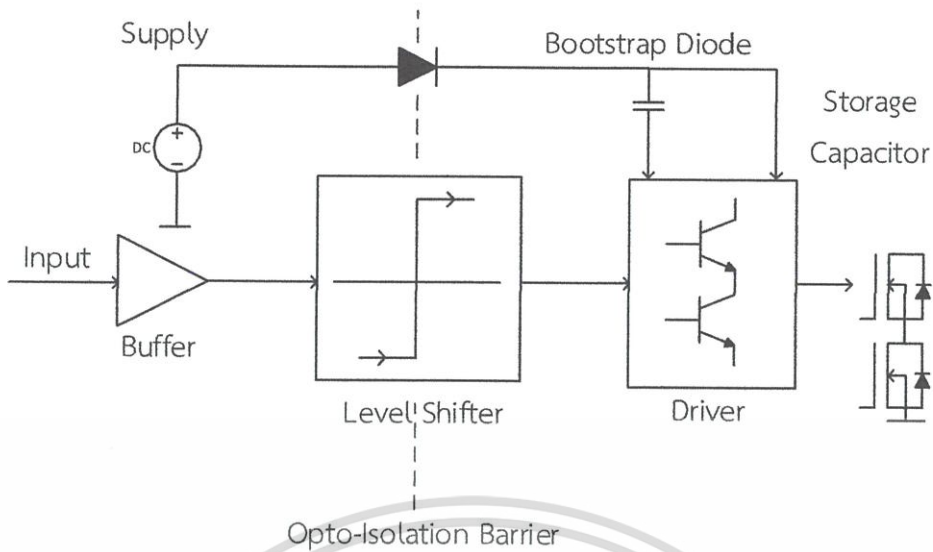 Supply
Bootstrap Diode
Storage
Capacitor
DC
+
−
Input
Buffer
Level Shifter
Driver
Opto-Isolation Barrier